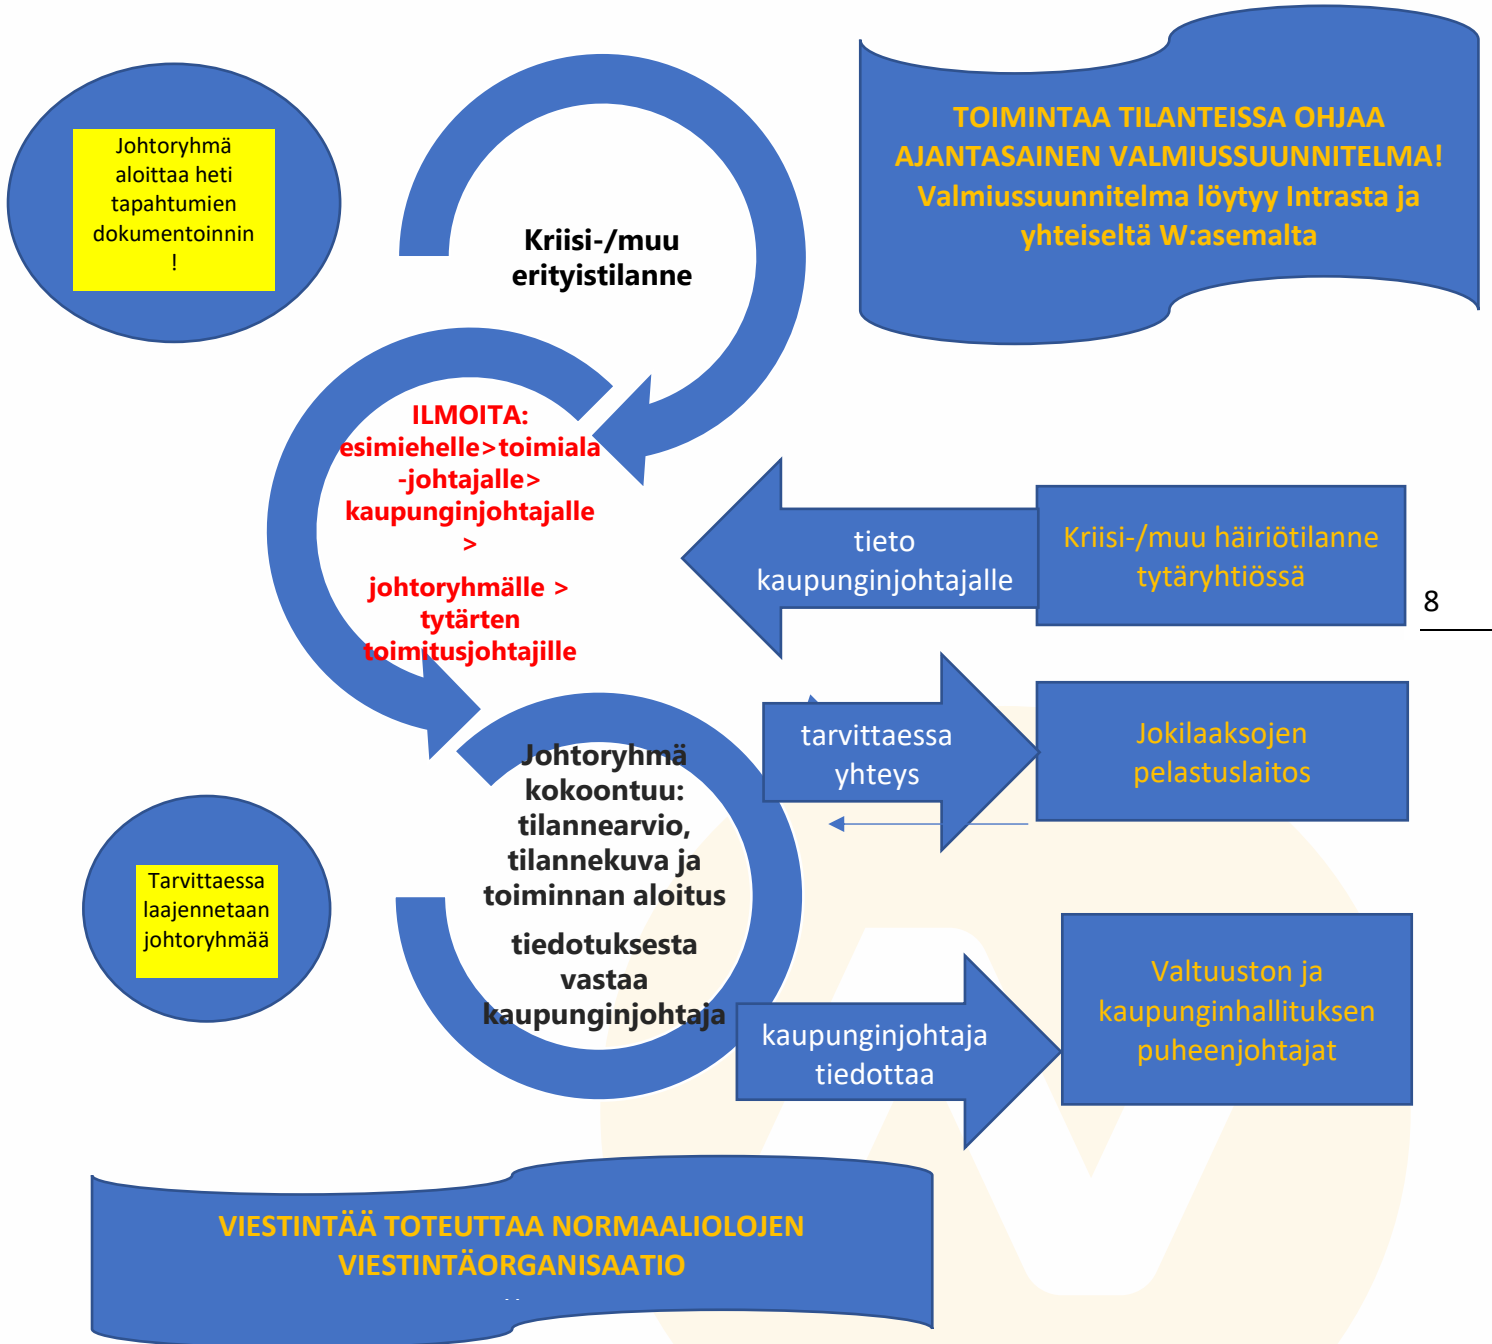 Johtoryhmä
aloittaa heti
tapahtumien
dokumentoinnin
!
Kriisi-/muu
erityistilanne
TOIMINTAA TILANTEISSA OHJAA
AJANTASAINEN VALMIUSSUUNNITELMA!
Valmiussuunnitelma löytyy Intrasta ja
yhteiseltä W:asemalta
ILMOITA:
esimiehelle>toimiala
-johtajalle>
kaupunginjohtajalle
>
johtoryhmälle >
tytärten
toimitusjohtajille
tieto
kaupunginjohtajalle
Kriisi-/muu häiriötilanne
tytäryhtiössä
8
tarvittaessa
yhteys
Jokilaaksojen
pelastuslaitos
Johtoryhmä
kokoontuu:
tilannearvio,
tilannekuva ja
toiminnan aloitus
tiedotuksesta
vastaa
kaupunginjohtaja
Tarvittaessa
laajennetaan
johtoryhmää
kaupunginjohtaja
tiedottaa
Valtuuston ja
kaupunginhallituksen
puheenjohtajat
VIESTINTÄÄ TOTEUTTAA NORMAALIOLOJEN
VIESTINTÄORGANISAATIO